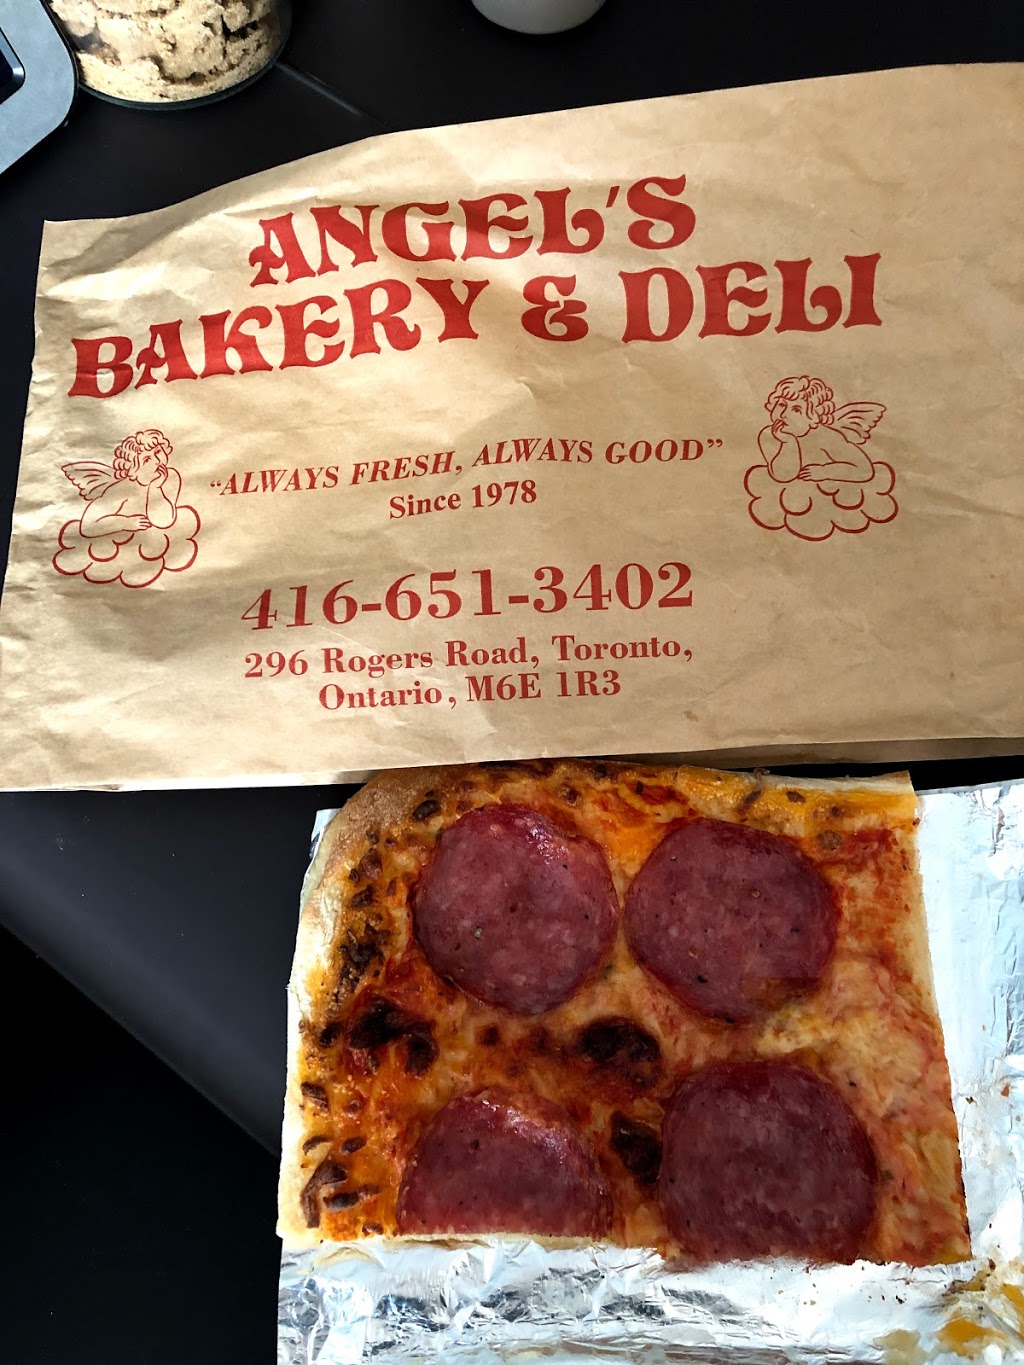 ANGEL'S
BAKERY & DELI
"ALWAYS FRESH, ALWAYS GOOD"
Since 1978
416-651-3402
296 Rogers Road, Toronto,
Ontario, M6E 1R3